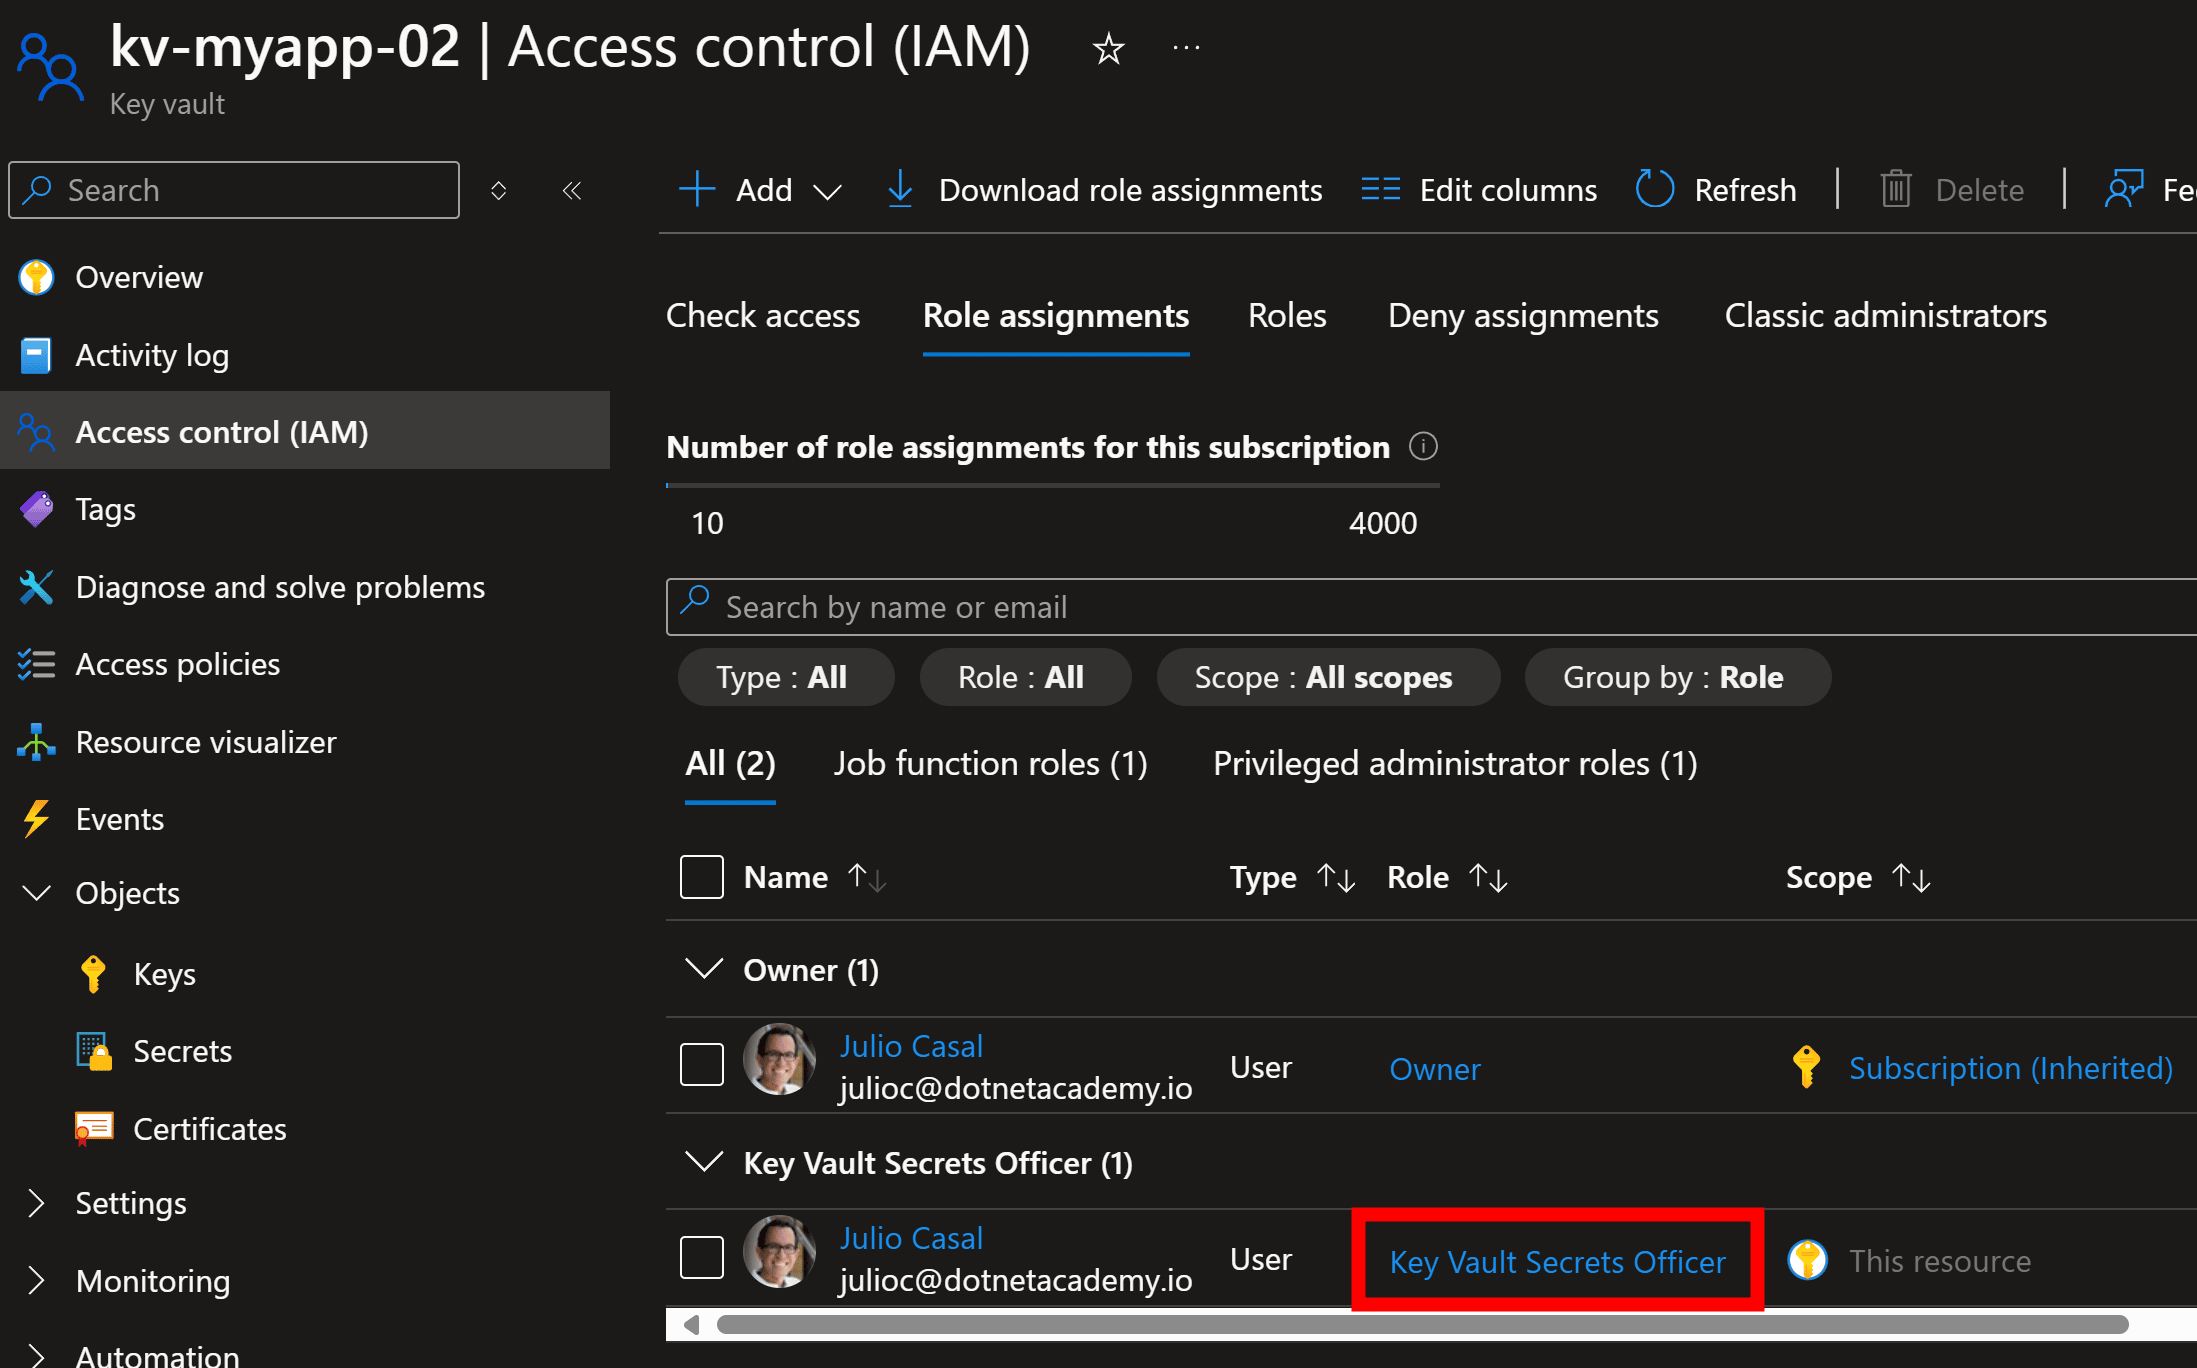 kv-myapp-02 | Access control (IAM)
Key vault
Search
Add
Download role assignments
Edit columns
Refresh
Delete
Overview
Activity log
Access control (IAM)
Tags
Diagnose and solve problems
Access policies
Resource visualizer
Events
Objects
Keys
Secrets
Certificates
Settings
Monitoring
Automation
Check access
Role assignments
Roles
Deny assignments
Classic administrators
Number of role assignments for this subscription
10
4000
Search by name or email
Type : All
Role : All
Scope : All scopes
Group by : Role
All (2)
Job function roles (1)
Privileged administrator roles (1)
Name
Type
Role
Scope
Owner (1)
Julio Casal
julioc@dotnetacademy.io
User
Owner
Subscription (Inherited)
Key Vault Secrets Officer (1)
Julio Casal
julioc@dotnetacademy.io
User
Key Vault Secrets Officer
This resource